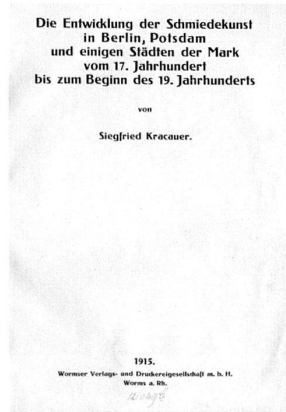 Die Entwicklung der Schmiedekunst
in Berlin, Potsdam
und einigen Städten der Mark
vom 17. Jahrhundert
bis zum Beginn des 19. Jahrhunderts
von
Siegfried Kracauer.
1915.
Wormser Verlags- und Druckereigesellschaft m. b. H.
Worms a. Rh.